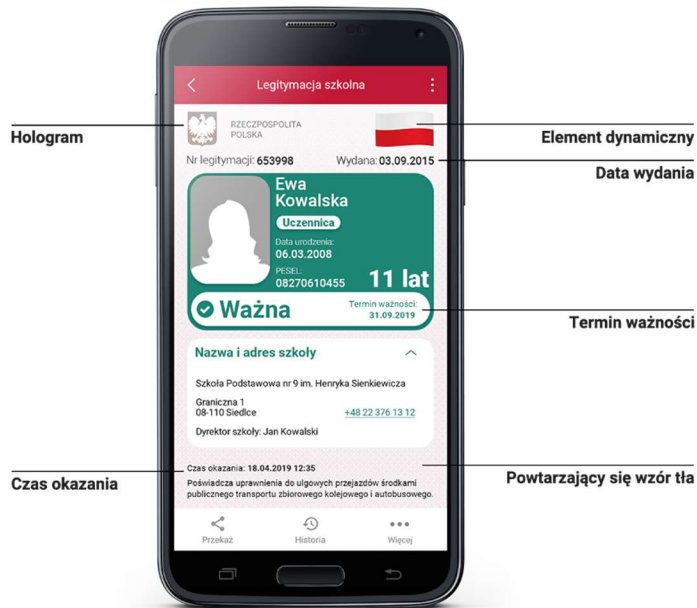 Legitymacja szkolna
Hologram
RZECZPOSPOLITA
POLSKA
Element dynamiczny
Nr legitymacji: 653998
Wydana: 03.09.2015
Data wydania
Ewa
Kowalska
Uczennica
Data urodzenia:
06.03.2008
PESEL:
08270610455
11 lat
Ważna
Termin ważności:
31.09.2019
Termin ważności
Nazwa i adres szkoły
Szkoła Podstawowa nr 9 im. Henryka Sienkiewicza
Graniczna 1
08-110 Siedlce
+48 22 376 13 12
Dyrektor szkoły: Jan Kowalski
Czas okazania: 18.04.2019 12:35
Czas okazania
Powtarzający się wzór tła
Poświadcza uprawnienia do ulgowych przejazdów środkami
publicznego transportu zbiorowego kolejowego i autobusowego.
Przekaż
Historia
Więcej